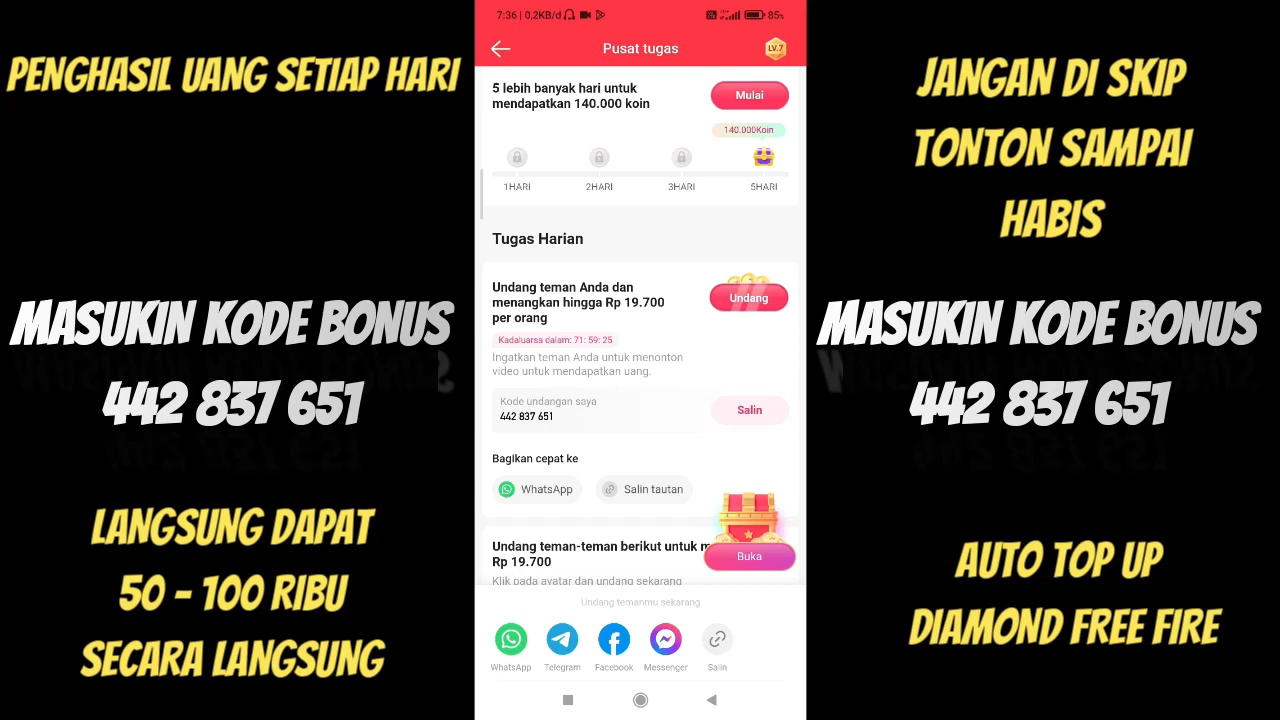 PENGHASIL UANG SETIAP HARI
MASUKIN KODE BONUS
442 837 651
LANGSUNG DAPAT
50 - 100 RIBU
SECARA LANGSUNG
7:36 | 0,2KB/d
85%
Pusat tugas
LV.7
5 lebih banyak hari untuk
mendapatkan 140.000 koin
Mulai
140.000Koin
1HARI 2HARI 3HARI 5HARI
Tugas Harian
Undang teman Anda dan
menangkan hingga Rp 19.700
per orang
Undang
Kadaluarsa dalam: 71: 59: 25
Ingatkan teman Anda untuk menonton
video untuk mendapatkan uang.
Kode undangan saya
442 837 651
Salin
Bagikan cepat ke
WhatsApp Salin tautan
Undang teman-teman berikut untuk m
Rp 19.700
Buka
Klik pada avatar dan undang sekarang
Undang temanmu sekarang
WhatsApp Telegram Facebook Messenger Salin
JANGAN DI SKIP
TONTON SAMPAI
HABIS
MASUKIN KODE BONUS
442 837 651
AUTO TOP UP
DIAMOND FREE FIRE